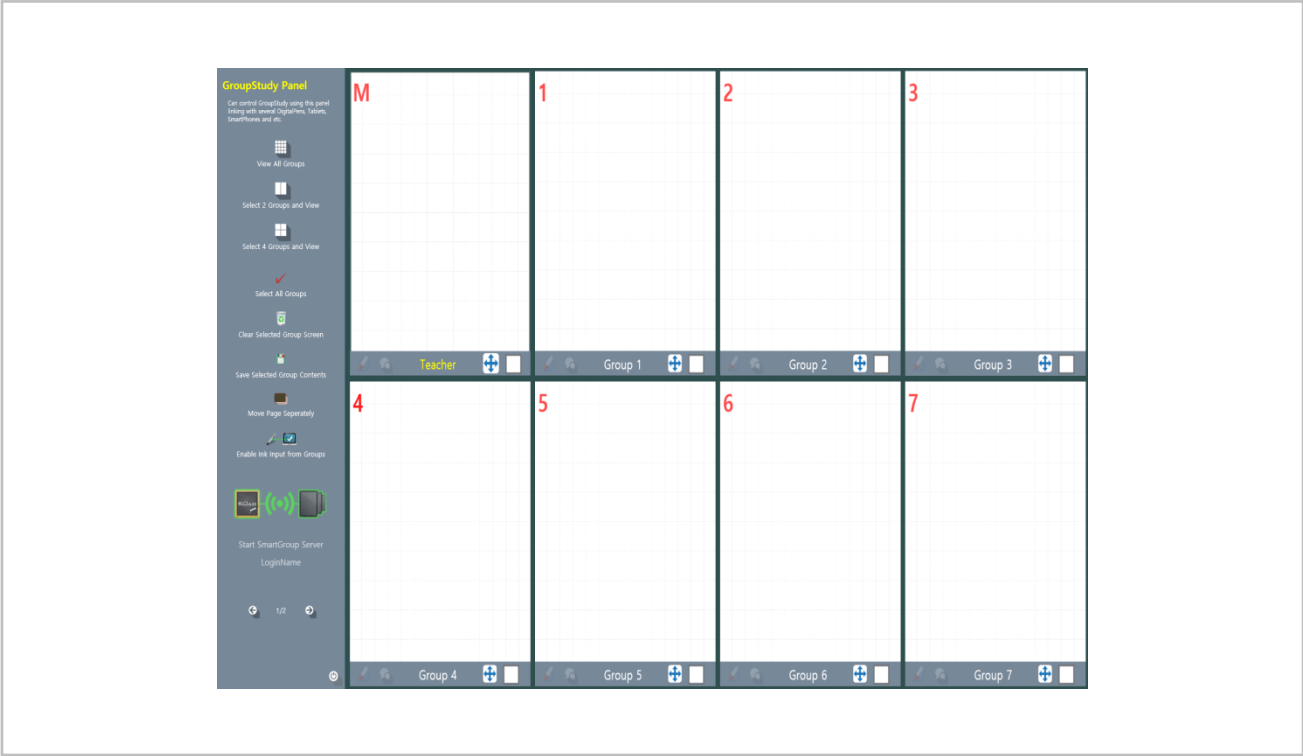 GroupStudy Panel
Can control GroupStudy using this panel
linking with several DigitalPens, Tablets,
SmartPhones and etc.
View All Groups
Select 2 Groups and View
Select 4 Groups and View
Select All Groups
Clear Selected Group Screen
Save Selected Group Contents
Move Page Seperately
Enable Ink Input from Groups
Start SmartGroup Server
LoginName
1/2
M
1
2
3
Teacher
Group 1
Group 2
Group 3
4
5
6
7
Group 4
Group 5
Group 6
Group 7